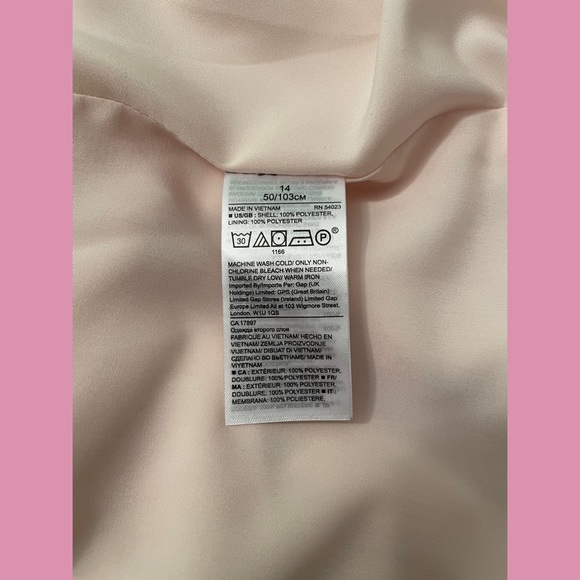 14
50/103см
MADE IN VIETNAM RN 54023
■ US/GB: SHELL: 100% POLYESTER,
LINING: 100% POLYESTER
30 P
1166
MACHINE WASH COLD/ ONLY NON-
CHLORINE BLEACH WHEN NEEDED/
TUMBLE DRY LOW/ WARM IRON
Imported By/Importe Par: Gap (UK
Holdings) Limited: GPS (Great Britain)
Limited Gap Stores (Ireland) Limited Gap
Europe Limited All at 103 Wigmore Street,
London, W1U 1QS
CA 17897
Одежда второго слоя
FABRIQUÉ AU VIETNAM/ HECHO EN
VIETNAM/ ZEMLJA PROIZVODNJE
VIJETNAM/ DIBUAT DI VIETNAM/
СДЕЛАНО ВО ВЬЕТНАМЕ/ MADE IN
VIYETNAM
■ CA: EXTÉRIEUR: 100% POLYESTER,
DOUBLURE: 100% POLYESTER ■ FR/
MA: EXTÉRIEUR: 100% POLYESTER,
DOUBLURE: 100% POLYESTER ■ IT:
MEMBRANA: 100% POLIESTERE,